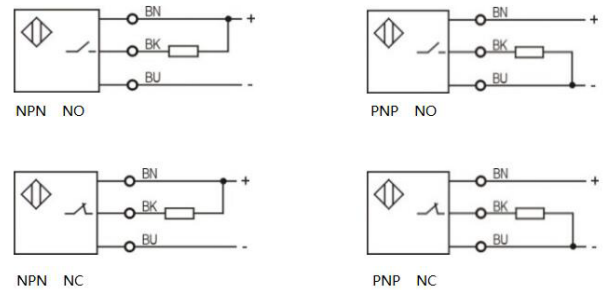 BN +
BK
BU -
NPN NO
BN +
BK
BU -
PNP NO
BN +
BK
BU -
NPN NC
BN +
BK
BU -
PNP NC